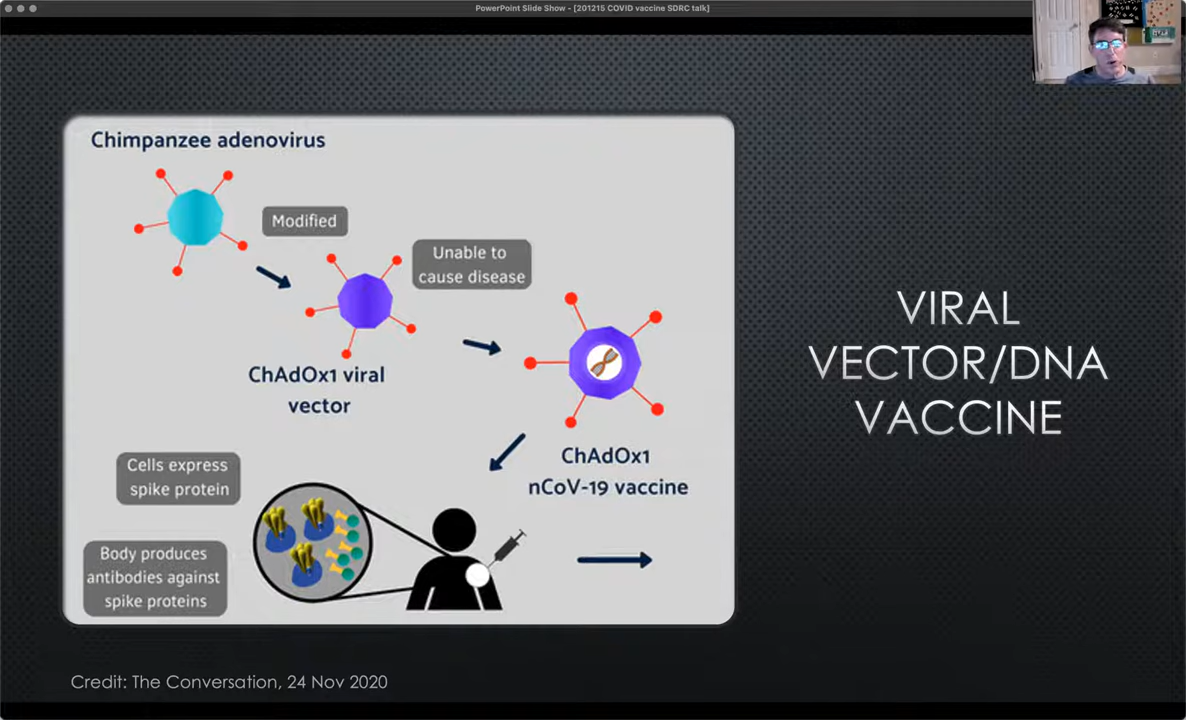 PowerPoint Slide Show - [201215 COVID vaccine SDRC talk]
Chimpanzee adenovirus
Modified
Unable to
cause disease
ChAdOx1 viral
vector
ChAdOx1
nCoV-19 vaccine
Cells express
spike protein
Body produces
antibodies against
spike proteins
VIRAL
VECTOR/DNA
VACCINE
Credit: The Conversation, 24 Nov 2020